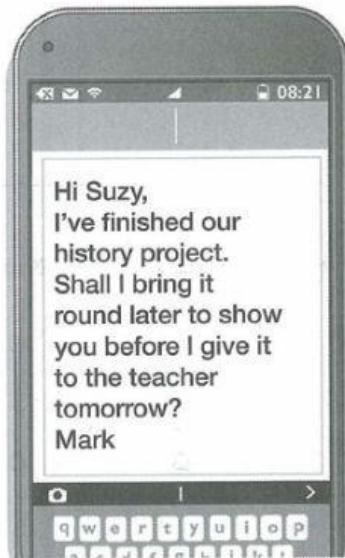 08:21
Hi Suzy,
I've finished our
history project.
Shall I bring it
round later to show
you before I give it
to the teacher
tomorrow?
Mark
q w e r t y u i o p